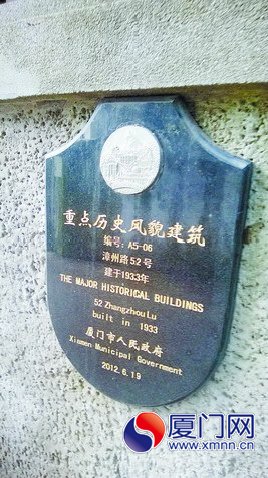 重点历史风貌建筑
编号: A5-06
漳州路52号
建于1933年
THE MAJOR HISTORICAL BUILDINGS
52 Zhangzhou Lu
built in 1933
厦门市人民政府
Xiamen Municipal Government
2012.6.19
厦门网
www.xmnn.cn